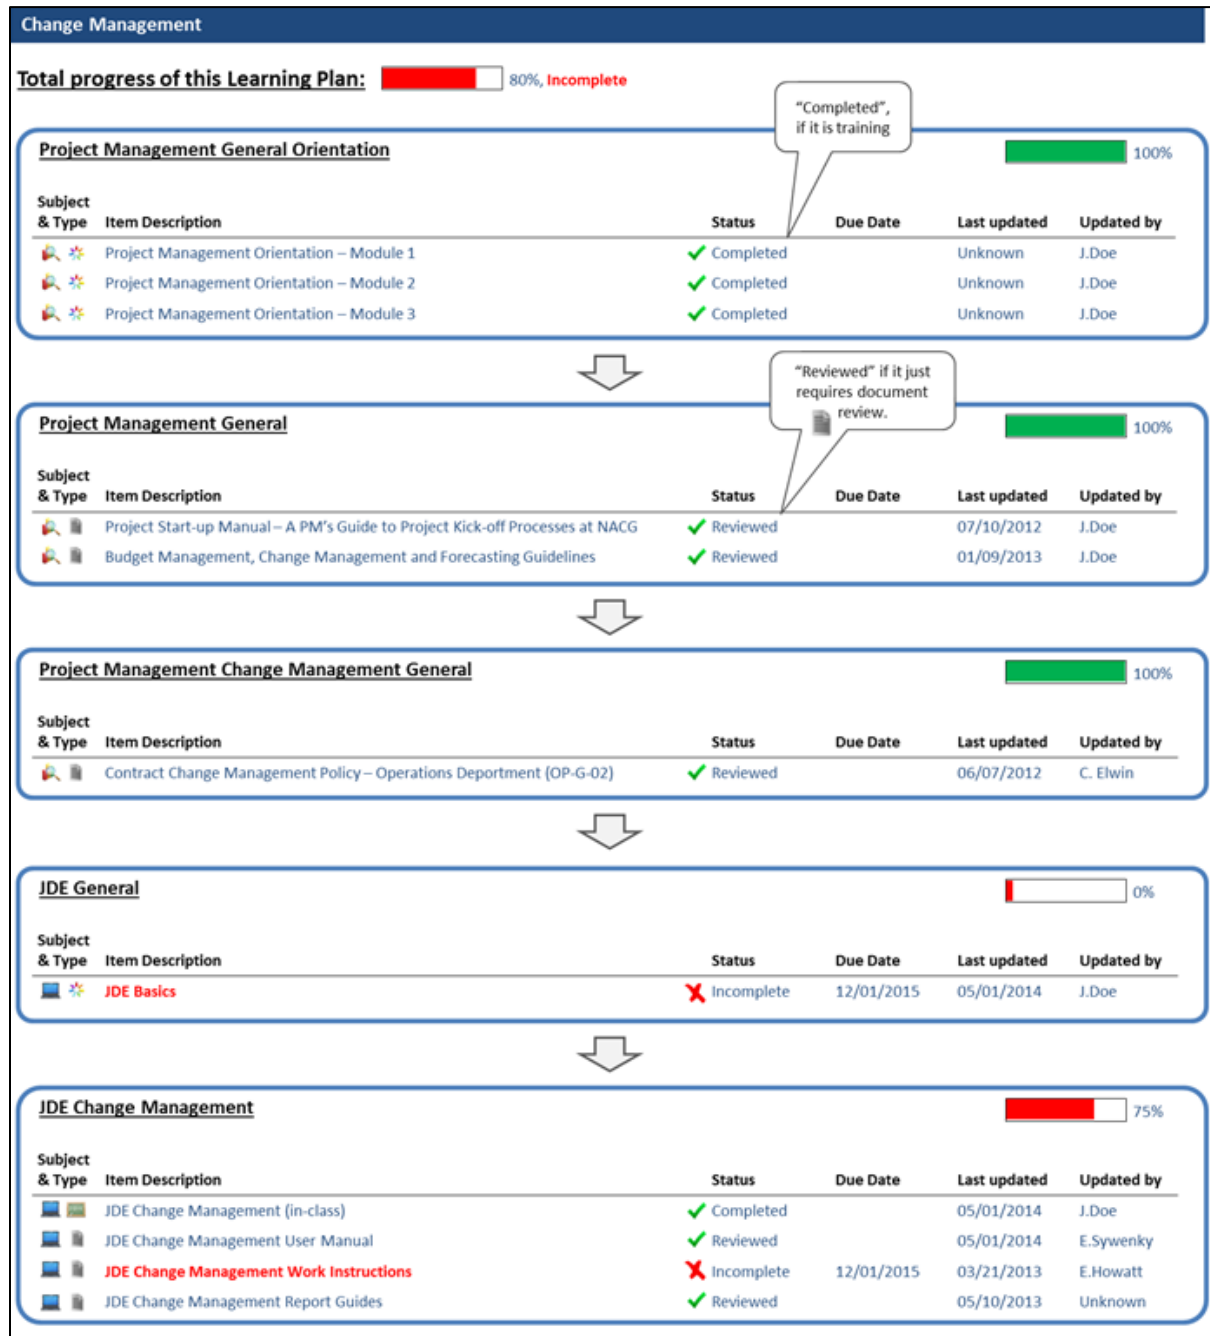 Change Management
Total progress of this Learning Plan: 80%, Incomplete
"Completed",
if it is training
Project Management General Orientation 100%
Subject
& Type Item Description Status Due Date Last updated Updated by
Project Management Orientation – Module 1 Completed Unknown J.Doe
Project Management Orientation – Module 2 Completed Unknown J.Doe
Project Management Orientation – Module 3 Completed Unknown J.Doe
"Reviewed" if it just
requires document
review.
Project Management General 100%
Subject
& Type Item Description Status Due Date Last updated Updated by
Project Start-up Manual – A PM's Guide to Project Kick-off Processes at NACG Reviewed 07/10/2012 J.Doe
Budget Management, Change Management and Forecasting Guidelines Reviewed 01/09/2013 J.Doe
Project Management Change Management General 100%
Subject
& Type Item Description Status Due Date Last updated Updated by
Contract Change Management Policy – Operations Department (OP-G-02) Reviewed 06/07/2012 C. Elwin
JDE General 0%
Subject
& Type Item Description Status Due Date Last updated Updated by
JDE Basics Incomplete 12/01/2015 05/01/2014 J.Doe
JDE Change Management 75%
Subject
& Type Item Description Status Due Date Last updated Updated by
JDE Change Management (in-class) Completed 05/01/2014 J.Doe
JDE Change Management User Manual Reviewed 05/01/2014 E.Sywenky
JDE Change Management Work Instructions Incomplete 12/01/2015 03/21/2013 E.Howatt
JDE Change Management Report Guides Reviewed 05/10/2013 Unknown